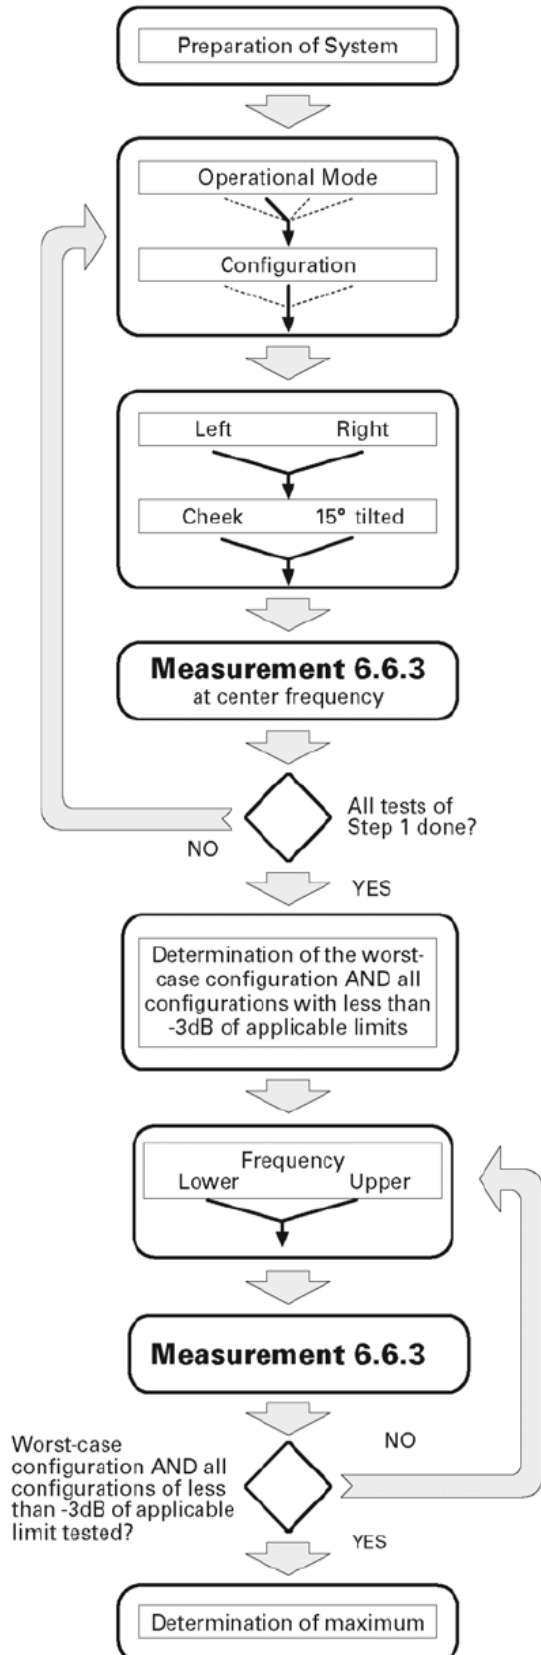 Preparation of System
Operational Mode
Configuration
Left Right
Cheek 15° tilted
Measurement 6.6.3
at center frequency
All tests of
Step 1 done?
NO
YES
Determination of the worst-
case configuration AND all
configurations with less than
-3dB of applicable limits
Frequency
Lower Upper
Measurement 6.6.3
NO
Worst-case
configuration AND all
configurations of less
than -3dB of applicable
limit tested?
YES
Determination of maximum